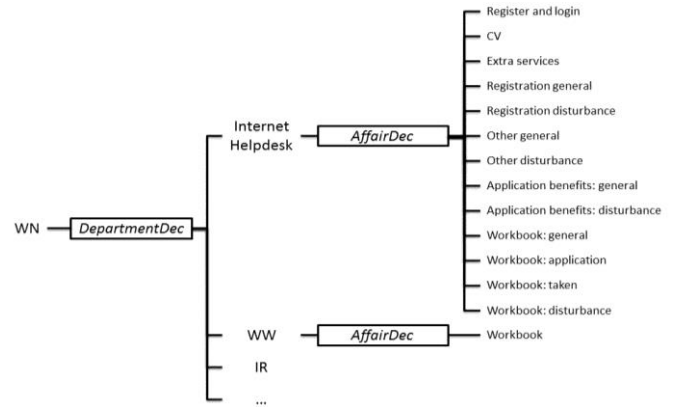 Register and login
CV
Extra services
Registration general
Registration disturbance
Internet
Helpdesk
AffairDec
Other general
Other disturbance
Application benefits: general
Application benefits: disturbance
WN
DepartmentDec
Workbook: general
Workbook: application
Workbook: taken
Workbook: disturbance
WW
AffairDec
Workbook
IR
...